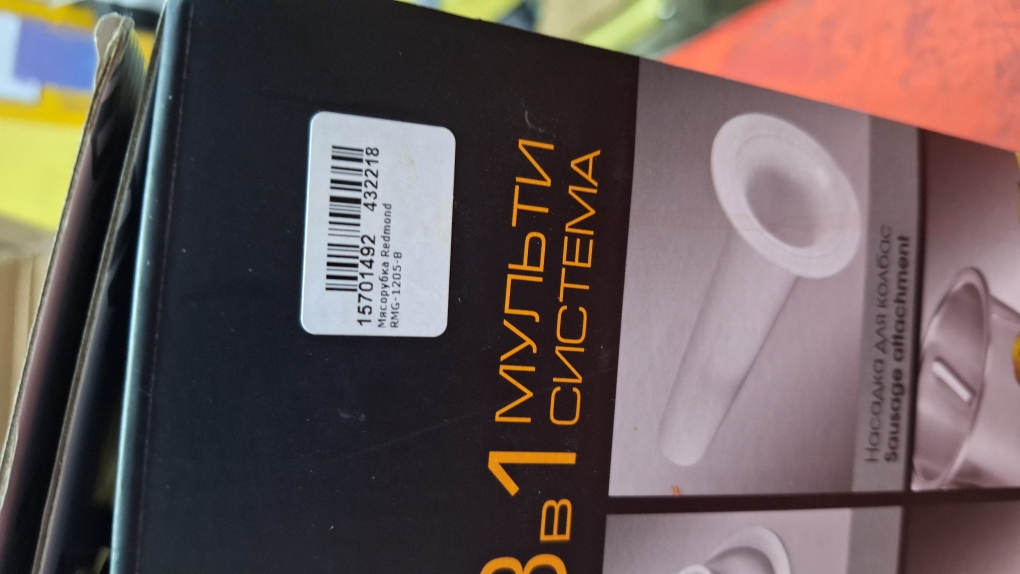 15701492 432218
Мясорубка Redmond
RMG-1205-8
3 в 1 МУЛЬТИ
СИСТЕМА
Насадка для колбас
Sausage attachment